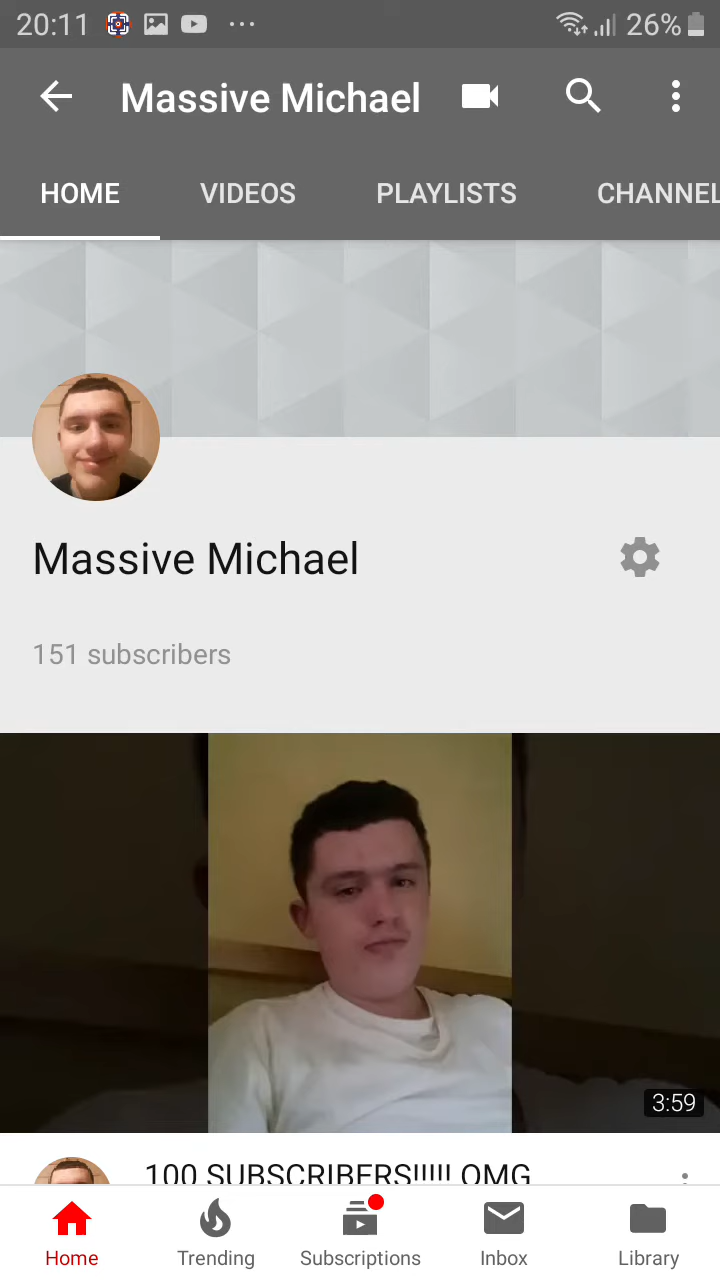 20:11 26%
Massive Michael
HOME VIDEOS PLAYLISTS CHANNEL
Massive Michael
151 subscribers
3:59
100 SUBSCRIBERS!!!!! OMG
Home Trending Subscriptions Inbox Library